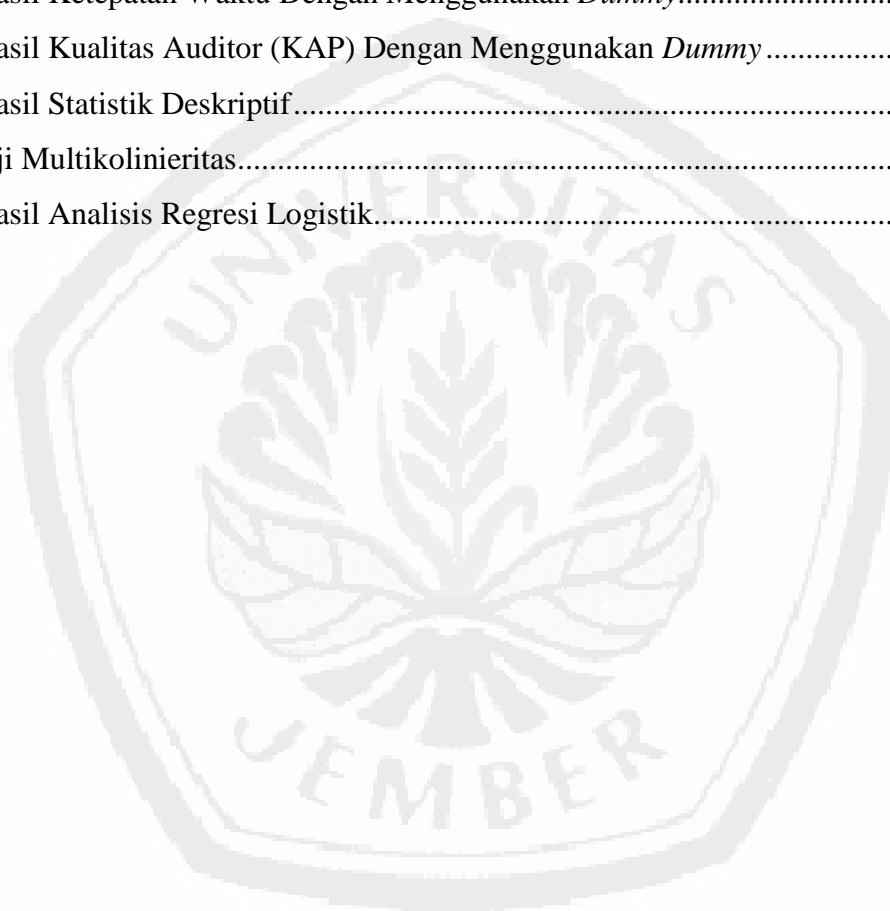 asil Ketepatan Waktu Dengan Menggunakan Dummy....................................
asil Kualitas Auditor (KAP) Dengan Menggunakan Dummy................
asil Statistik Deskriptif...........................................................................
ji Multikolinieritas..................................................................................
asil Analisis Regresi Logistik.................................................................
UNIVERSITAS
JEMBER